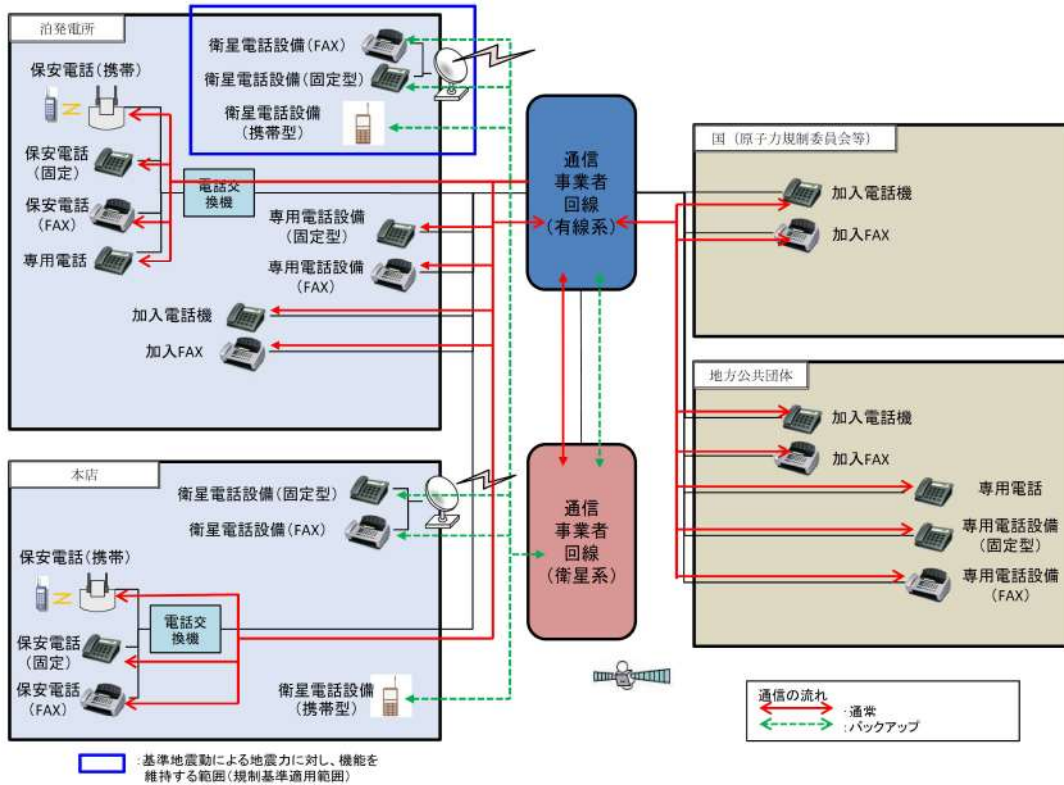 泊発電所
保安電話(携帯)
保安電話
(固定)
保安電話
(FAX)
専用電話
電話交
換機
衛星電話設備(FAX)
衛星電話設備(固定型)
衛星電話設備
(携帯型)
専用電話設備
(固定型)
専用電話設備
(FAX)
加入電話機
加入FAX
本店
衛星電話設備(固定型)
衛星電話設備(FAX)
保安電話(携帯)
電話交
換機
保安電話
(固定)
保安電話
(FAX)
衛星電話設備
(携帯型)
通信
事業者
回線
(有線系)
通信
事業者
回線
(衛星系)
国(原子力規制委員会等)
加入電話機
加入FAX
地方公共団体
加入電話機
加入FAX
専用電話
専用電話設備
(固定型)
専用電話設備
(FAX)
通信の流れ
:通常
:バックアップ
:基準地震動による地震力に対し、機能を
維持する範囲(規制基準適用範囲)